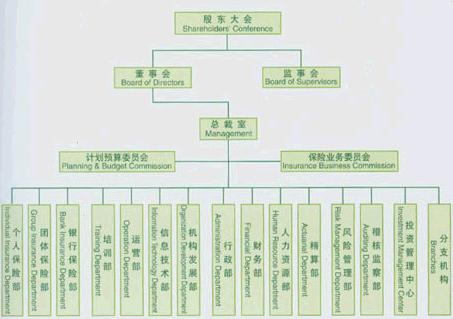 股东大会
Shareholders' Conference
董事会
Board of Directors
监事会
Board of Supervisors
总裁室
Management
计划预算委员会
Planning & Budget Commission
保险业务委员会
Insurance Business Commission
个人保险部
Individual Insurance Department
团体保险部
Group Insurance Department
银行保险部
Bank Insurance Department
培训部
Training Department
运营部
Operation Department
信息技术部
Information Technology Department
机构发展部
Organization Development Department
行政部
Administration Department
财务部
Financial Department
人力资源部
Human Resource Department
精算部
Actuarial Department
风险管理部
Risk Management Department
稽核监察部
Auditing Department
投资管理中心
Investment Management Center
分支机构
Branches